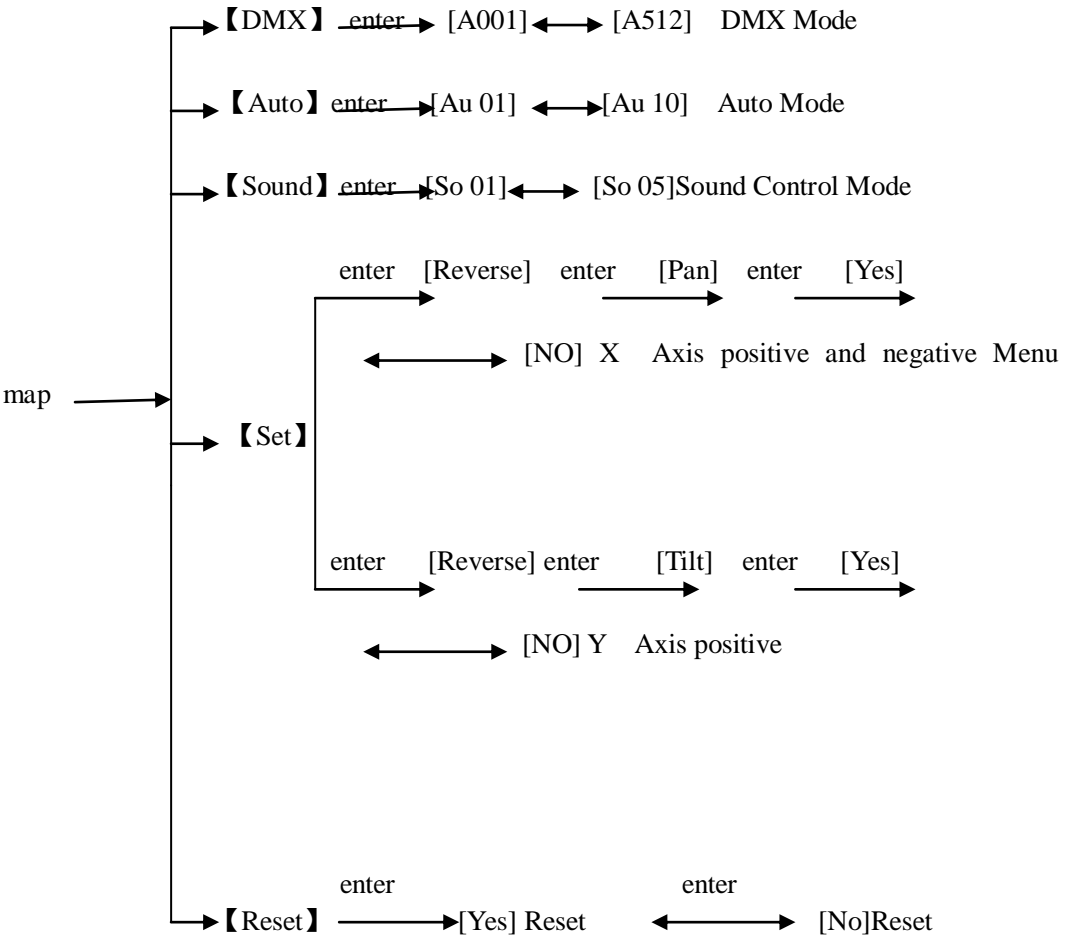 【DMX】 enter [A001] [A512] DMX Mode
【Auto】 enter [Au 01] [Au 10] Auto Mode
【Sound】 enter [So 01] [So 05]Sound Control Mode
enter [Reverse] enter [Pan] enter [Yes]
[NO] X Axis positive and negative Menu
map
【Set】
enter [Reverse] enter [Tilt] enter [Yes]
[NO] Y Axis positive
enter enter
【Reset】 [Yes] Reset [No]Reset